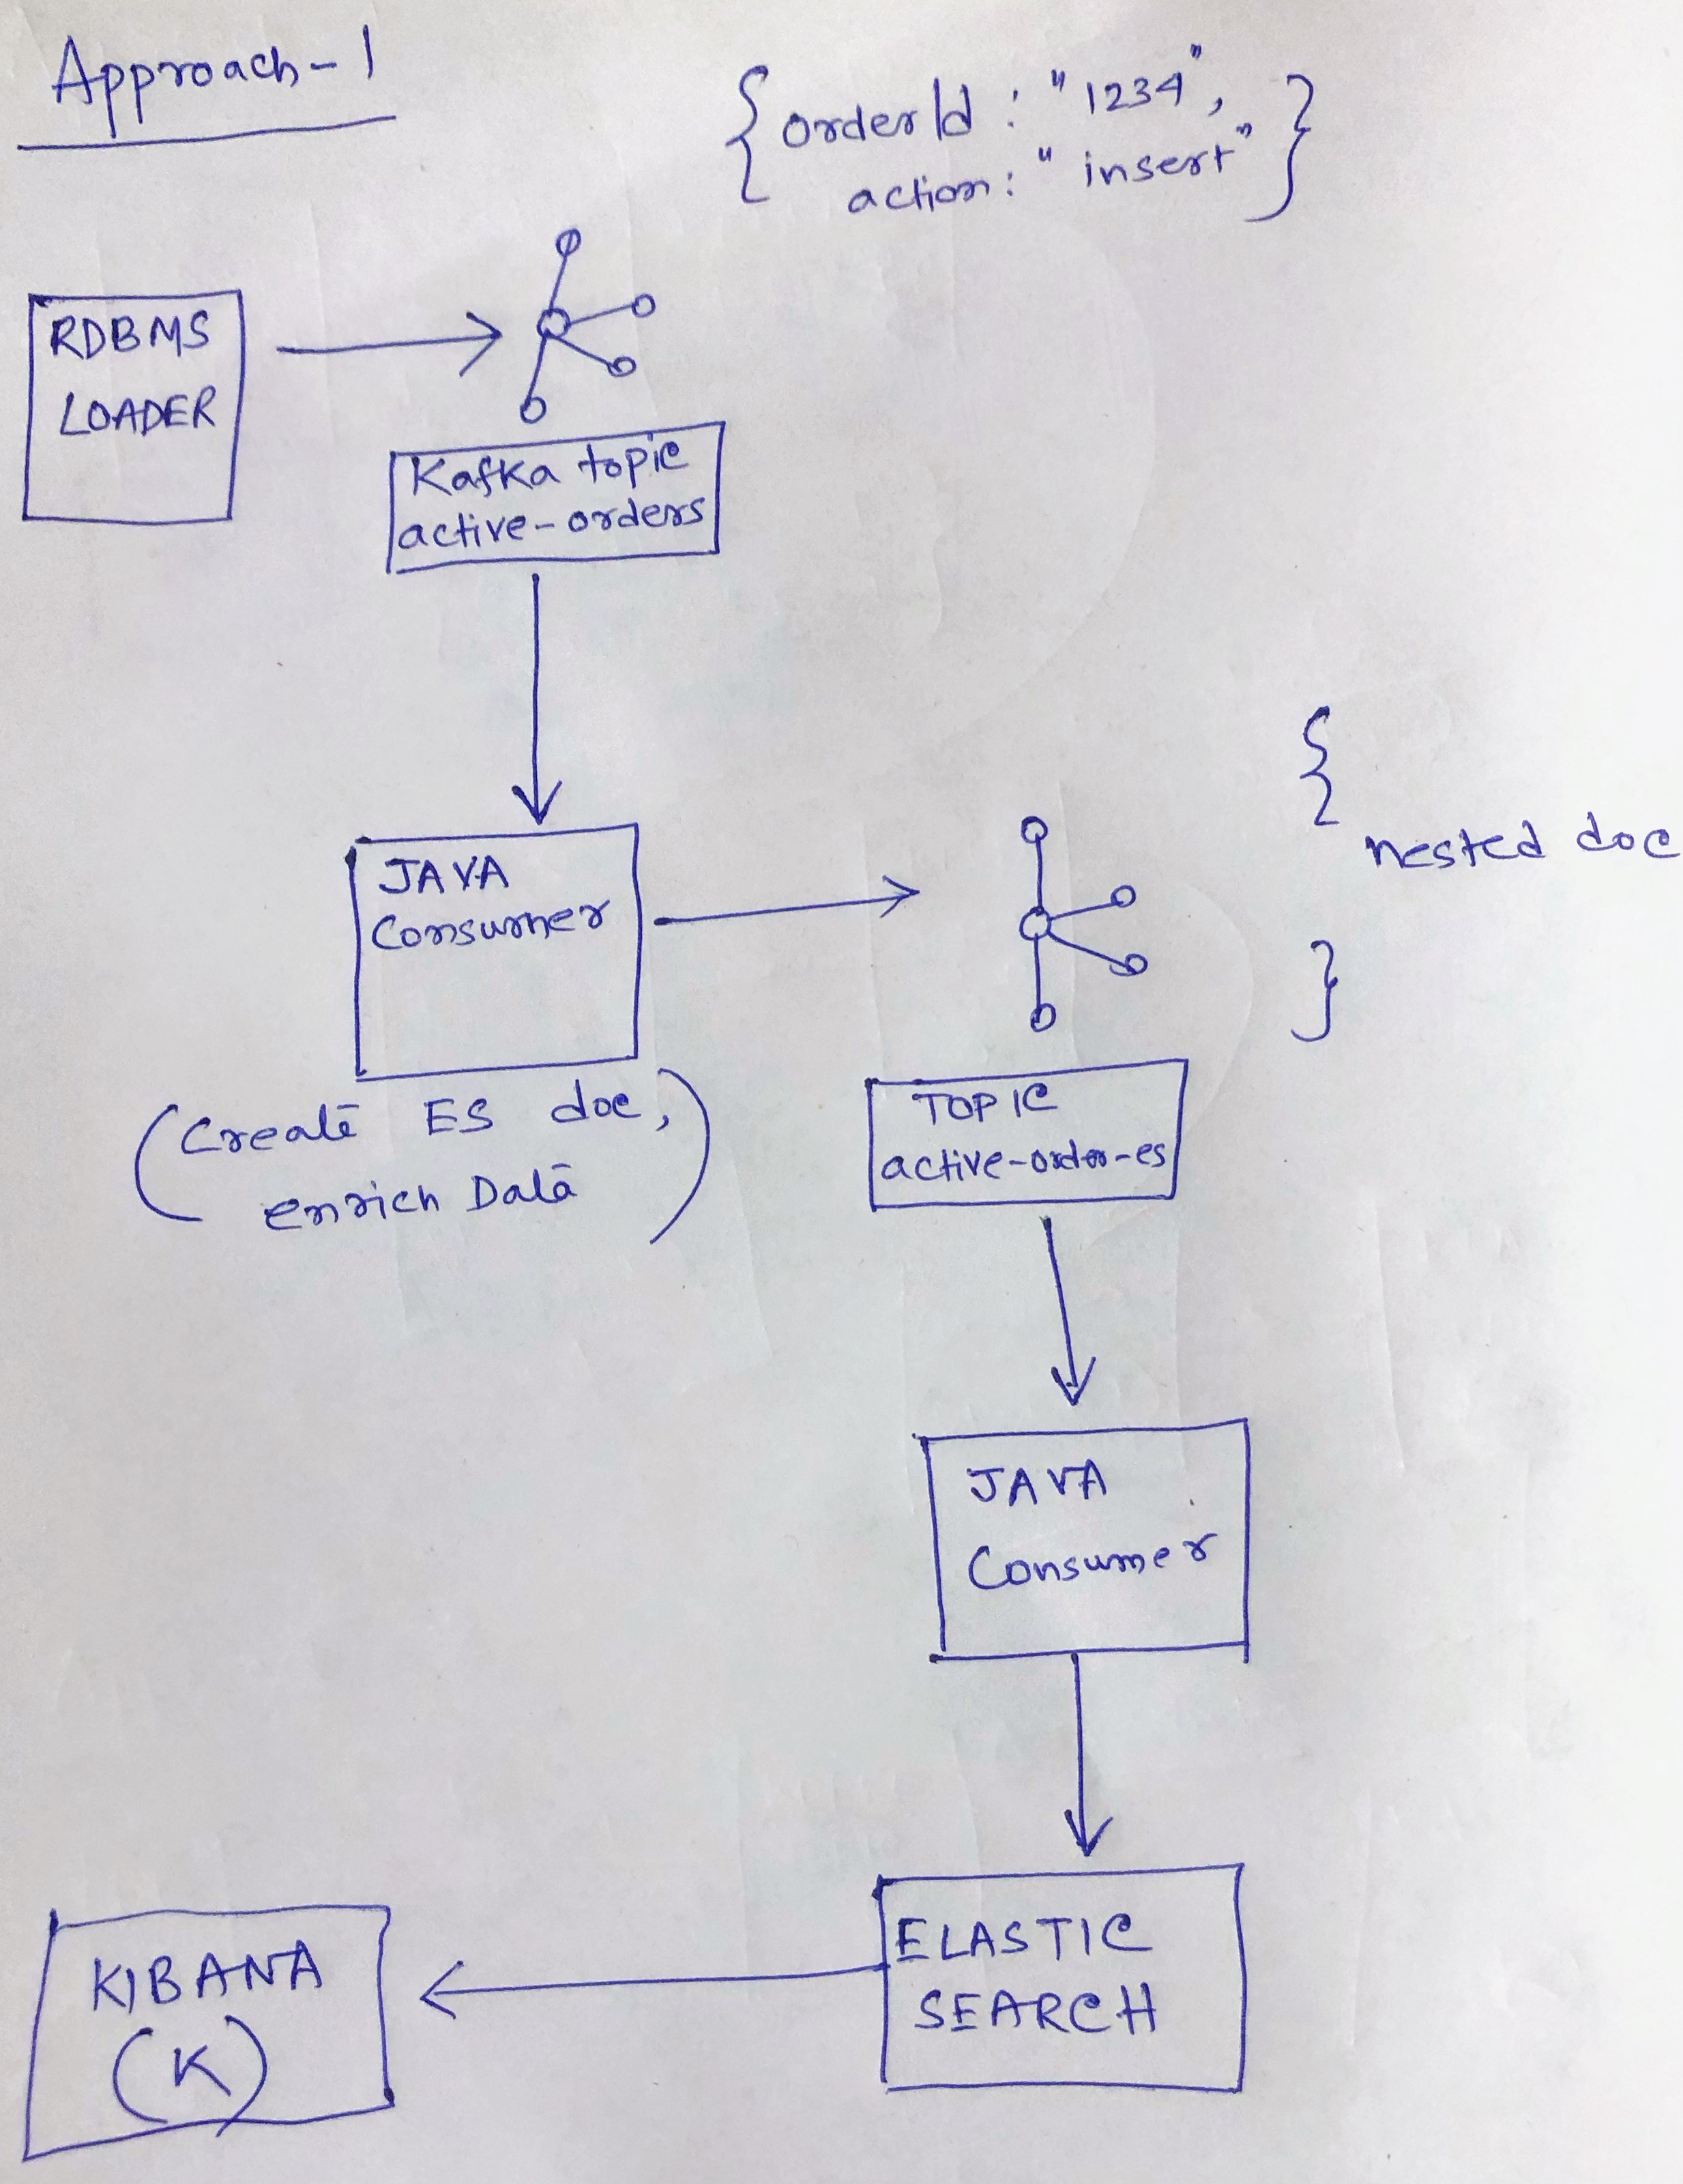 Approach-1
{ orderId : "1234",
action: "insert" }
RDBMS
LOADER
Kafka topic
active-orders
{
nested doc
}
JAVA
Consumer
(Create ES doc,
enrich Data)
TOPIC
active-order-es
JAVA
Consumer
ELASTIC
SEARCH
KIBANA
(K)